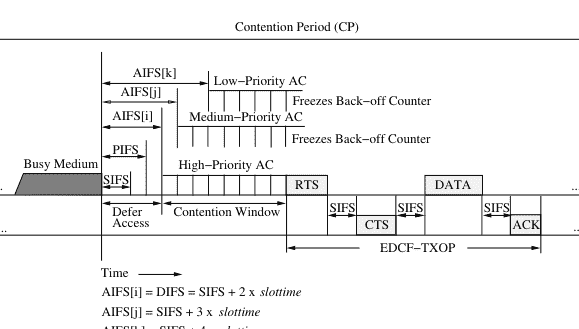 Contention Period (CP)
AIFS[k]
Low−Priority AC
AIFS[j]
Freezes Back−off Counter
AIFS[i]
Medium−Priority AC
Freezes Back−off Counter
PIFS
Busy Medium
High−Priority AC
SIFS
RTS
DATA
..
...
Defer
Access
Contention Window
SIFS
CTS
SIFS
SIFS
ACK
..
...
EDCF−TXOP
Time
AIFS[i] = DIFS = SIFS + 2 x slottime
AIFS[j] = SIFS + 3 x slottime